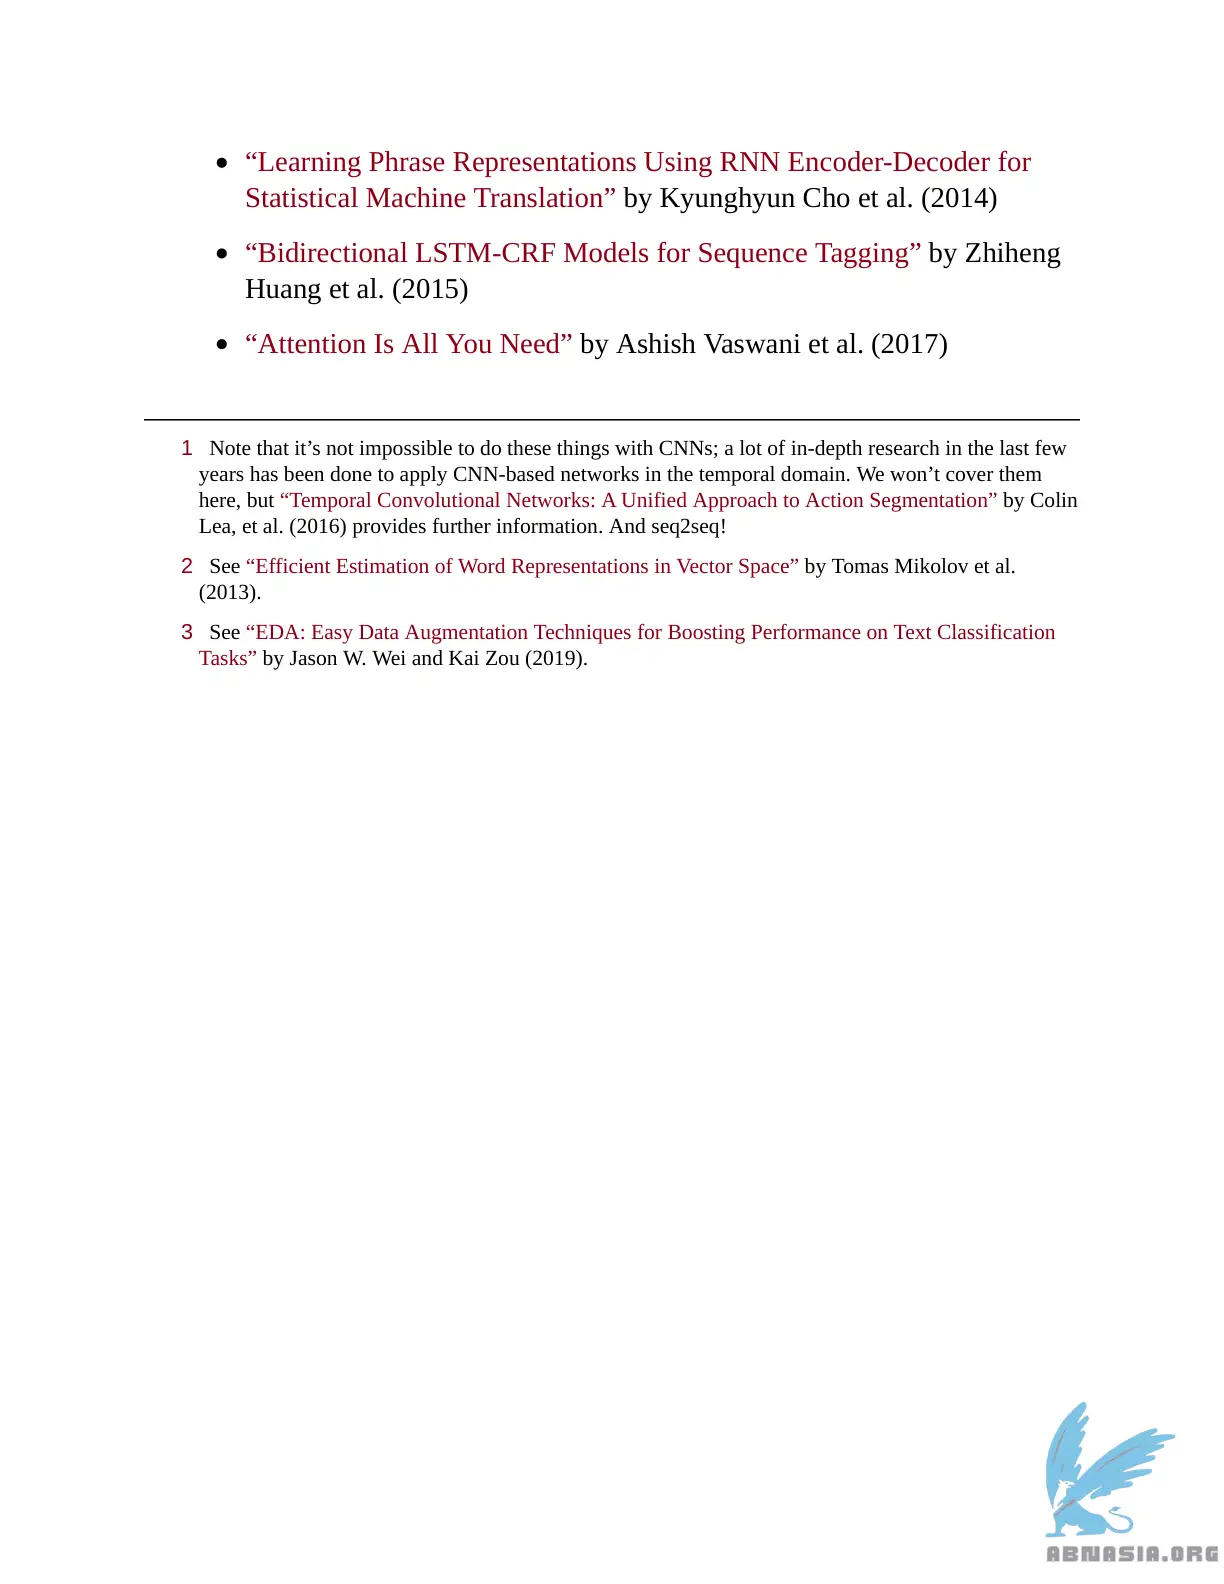 • “Learning Phrase Representations Using RNN Encoder-Decoder for
Statistical Machine Translation” by Kyunghyun Cho et al. (2014)
• “Bidirectional LSTM-CRF Models for Sequence Tagging” by Zhiheng
Huang et al. (2015)
• “Attention Is All You Need” by Ashish Vaswani et al. (2017)
1 Note that it’s not impossible to do these things with CNNs; a lot of in-depth research in the last few
years has been done to apply CNN-based networks in the temporal domain. We won’t cover them
here, but “Temporal Convolutional Networks: A Unified Approach to Action Segmentation” by Colin
Lea, et al. (2016) provides further information. And seq2seq!
2 See “Efficient Estimation of Word Representations in Vector Space” by Tomas Mikolov et al.
(2013).
3 See “EDA: Easy Data Augmentation Techniques for Boosting Performance on Text Classification
Tasks” by Jason W. Wei and Kai Zou (2019).
ABNASIA.ORG